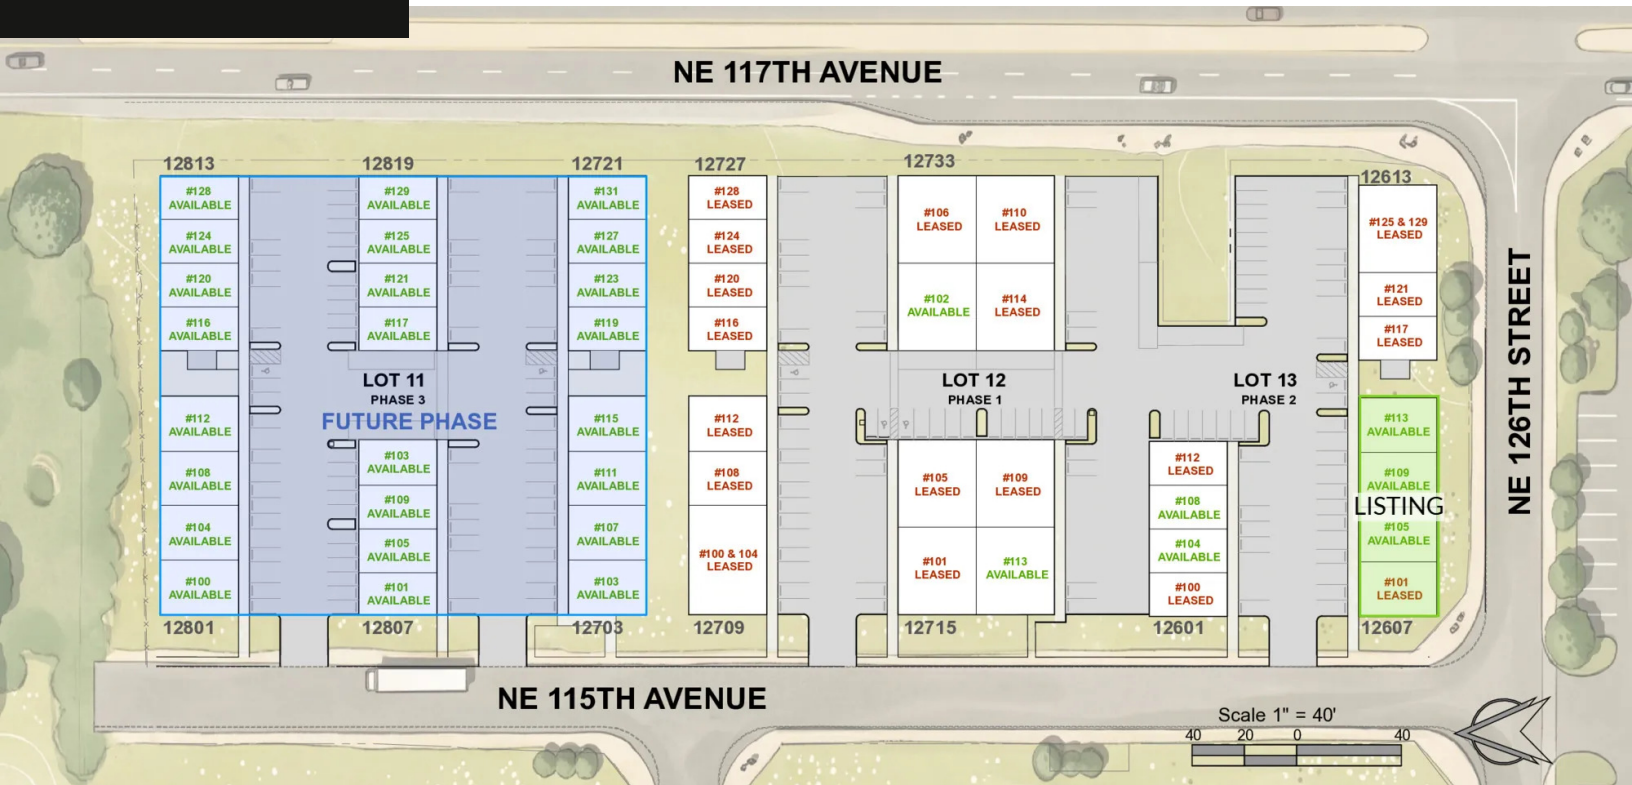 NE 117TH AVENUE
12813
12819
12721
12727
12733
12613
#128
AVAILABLE
#124
AVAILABLE
#120
AVAILABLE
#116
AVAILABLE
#129
AVAILABLE
#125
AVAILABLE
#121
AVAILABLE
#117
AVAILABLE
#131
AVAILABLE
#127
AVAILABLE
#123
AVAILABLE
#119
AVAILABLE
#128
LEASED
#124
LEASED
#120
LEASED
#116
LEASED
#106
LEASED
#110
LEASED
#102
AVAILABLE
#114
LEASED
#125 & 129
LEASED
#121
LEASED
#117
LEASED
LOT 11
PHASE 3
FUTURE PHASE
LOT 12
PHASE 1
LOT 13
PHASE 2
#112
AVAILABLE
#108
AVAILABLE
#104
AVAILABLE
#100
AVAILABLE
#103
AVAILABLE
#109
AVAILABLE
#105
AVAILABLE
#101
AVAILABLE
#115
AVAILABLE
#111
AVAILABLE
#107
AVAILABLE
#103
AVAILABLE
#112
LEASED
#108
LEASED
#100 & 104
LEASED
#105
LEASED
#109
LEASED
#101
LEASED
#113
AVAILABLE
#112
LEASED
#108
AVAILABLE
#104
AVAILABLE
#100
LEASED
#113
AVAILABLE
#109
AVAILABLE
LISTING
#105
AVAILABLE
#101
LEASED
12801
12807
12703
12709
12715
12601
12607
NE 126TH STREET
NE 115TH AVENUE
Scale 1" = 40'
40 20 0 40